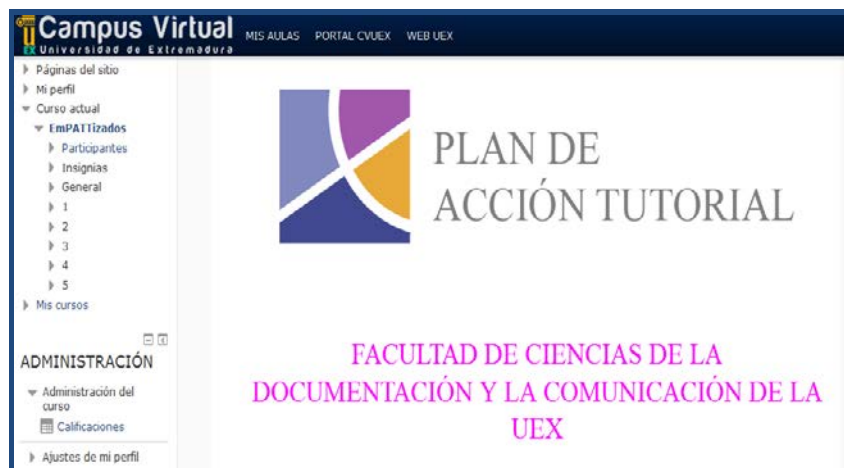 Campus Virtual
UEX Universidad de Extremadura
MIS AULAS PORTAL CVUEX WEB UEX
Páginas del sitio
Mi perfil
Curso actual
EmPATTizados
Participantes
Insignias
General
1
2
3
4
5
Mis cursos
ADMINISTRACIÓN
Administración del
curso
Calificaciones
Ajustes de mi perfil
PLAN DE
ACCIÓN TUTORIAL
FACULTAD DE CIENCIAS DE LA
DOCUMENTACIÓN Y LA COMUNICACIÓN DE LA
UEX